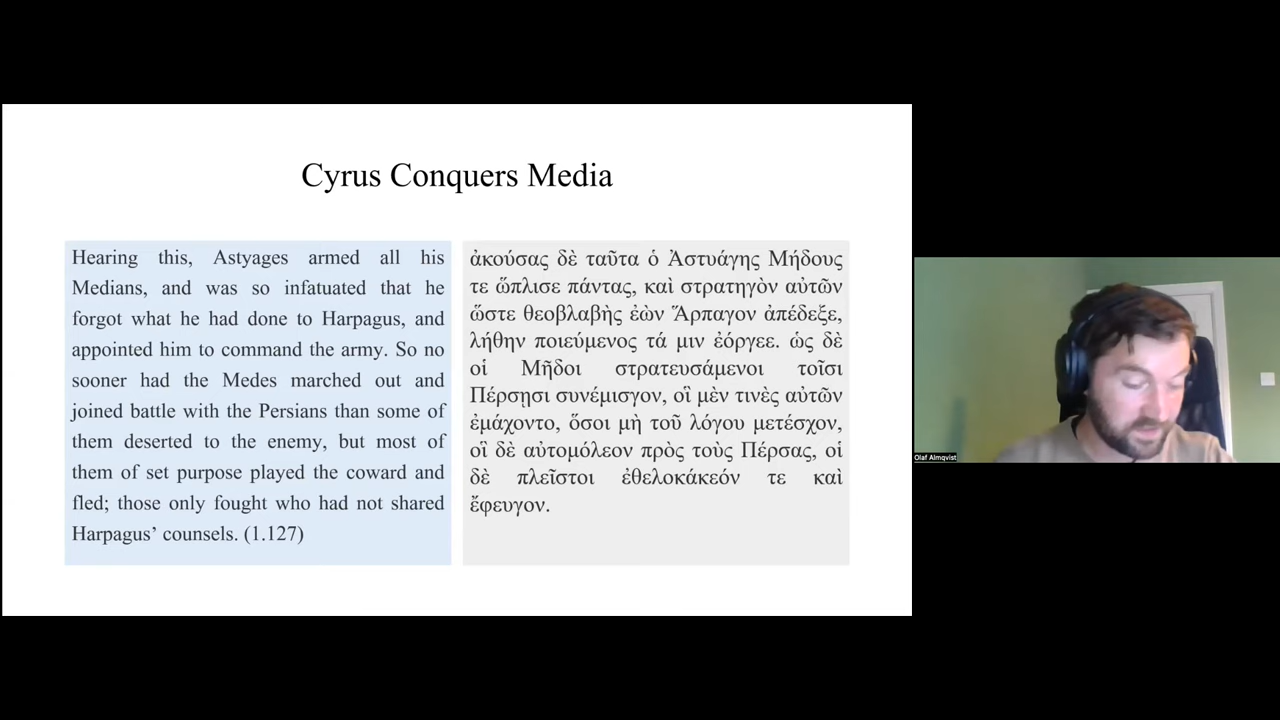 Cyrus Conquers Media
Hearing this, Astyages armed all his
Medians, and was so infatuated that he
forgot what he had done to Harpagus, and
appointed him to command the army. So no
sooner had the Medes marched out and
joined battle with the Persians than some of
them deserted to the enemy, but most of
them of set purpose played the coward and
fled; those only fought who had not shared
Harpagus’ counsels. (1.127)
ἀκούσας δὲ ταῦτα ὁ Ἀστυάγης Μήδους
τε ὥπλισε πάντας, καὶ στρατηγὸν αὐτῶν
ὥστε θεοβλαβὴς ἐὼν Ἅρπαγον ἀπέδεξε,
λήθην ποιεύμενος τά μιν ἐόργεε. ὡς δὲ
οἱ Μῆδοι στρατευσάμενοι τοῖσι
Πέρσῃσι συνέμισγον, οἳ μὲν τινὲς αὐτῶν
ἐμάχοντο, ὅσοι μὴ τοῦ λόγου μετέσχον,
οἳ δὲ αὐτομόλεον πρὸς τοὺς Πέρσας, οἱ
δὲ πλεῖστοι ἐθελοκάκεόν τε καὶ
ἔφευγον.
Olaf Almqvist